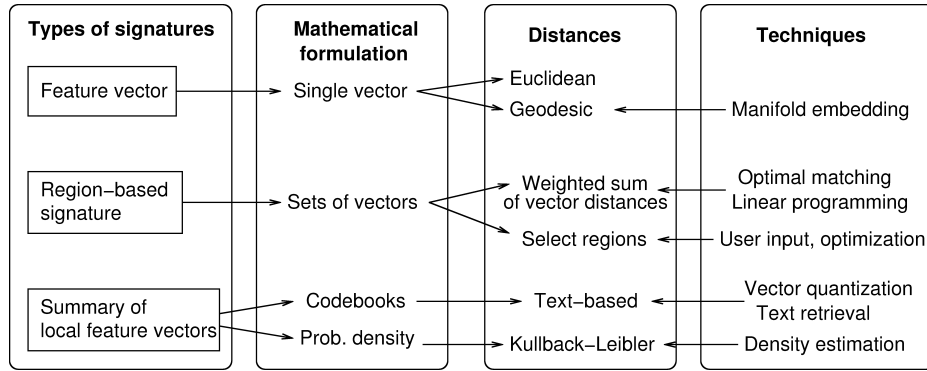 Types of signatures
Feature vector
Region−based
signature
Summary of
local feature vectors
Mathematical
formulation
Single vector
Sets of vectors
Codebooks
Prob. density
Distances
Euclidean
Geodesic
Weighted sum
of vector distances
Select regions
Text−based
Kullback−Leibler
Techniques
Manifold embedding
Optimal matching
Linear programming
User input, optimization
Vector quantization
Text retrieval
Density estimation